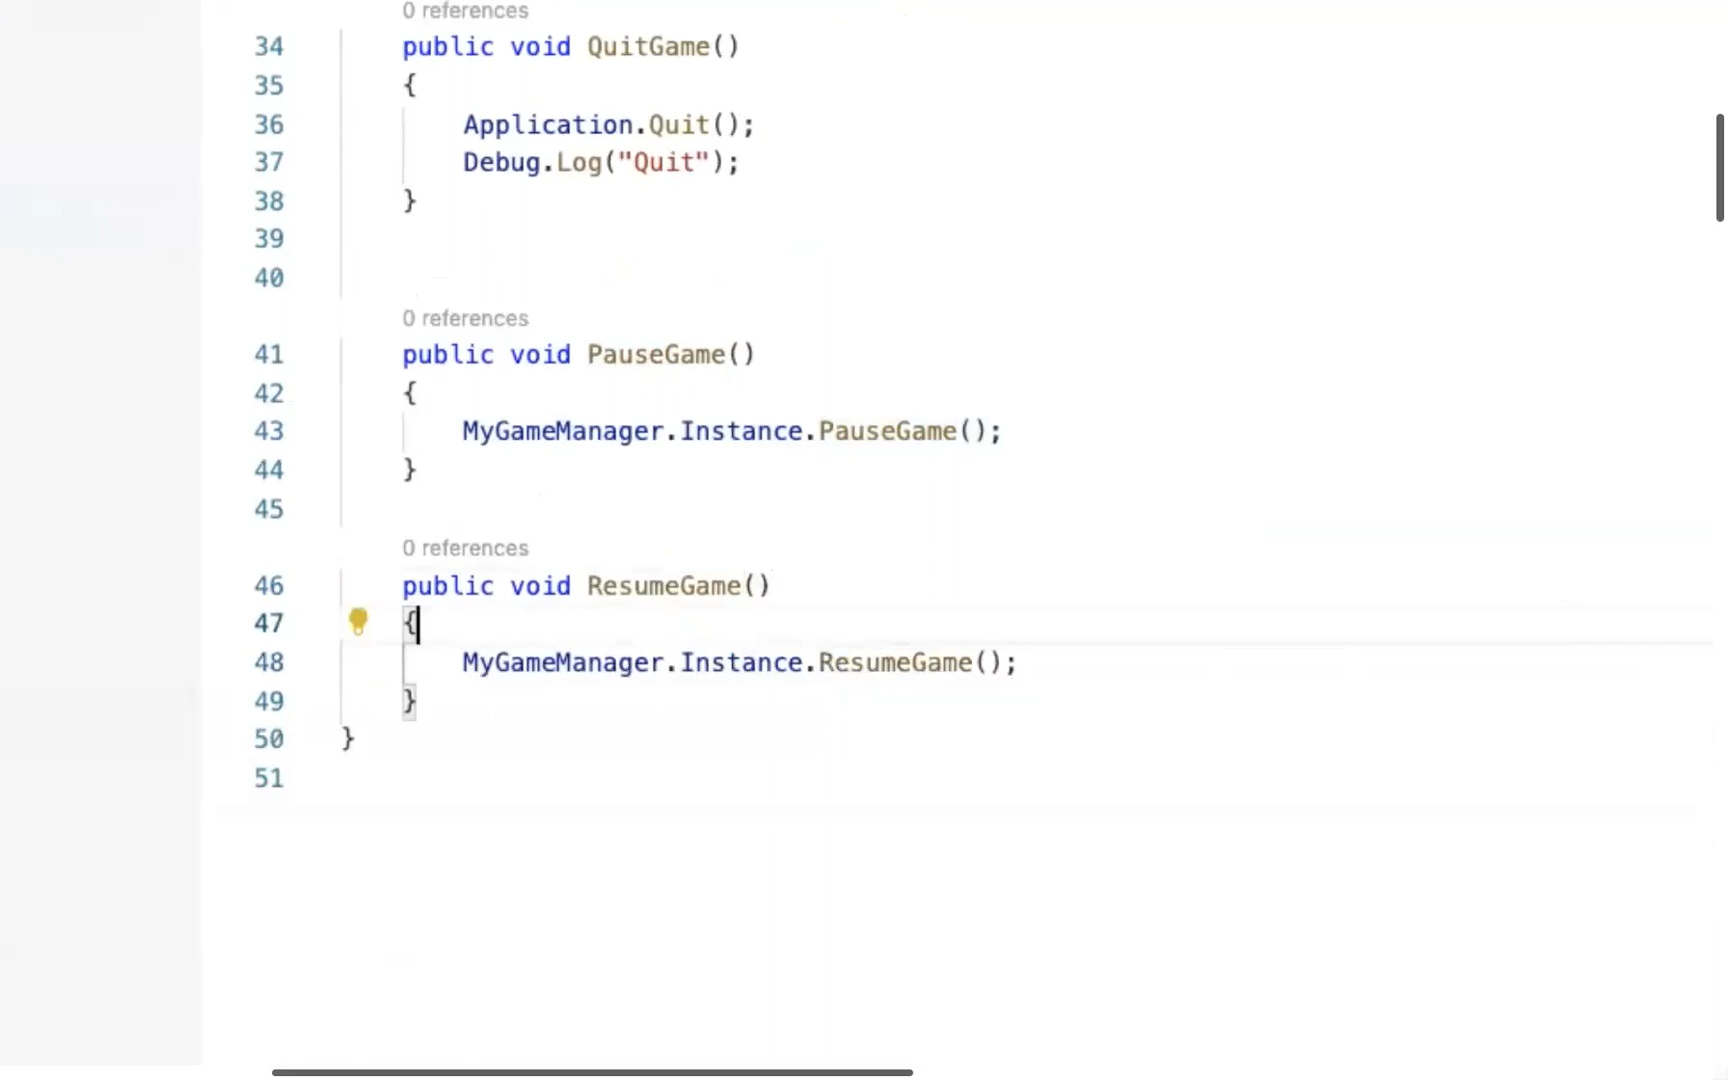 0 references
34 public void QuitGame()
35 {
36 Application.Quit();
37 Debug.Log("Quit");
38 }
39
40
0 references
41 public void PauseGame()
42 {
43 MyGameManager.Instance.PauseGame();
44 }
45
0 references
46 public void ResumeGame()
47 {
48 MyGameManager.Instance.ResumeGame();
49 }
50 }
51